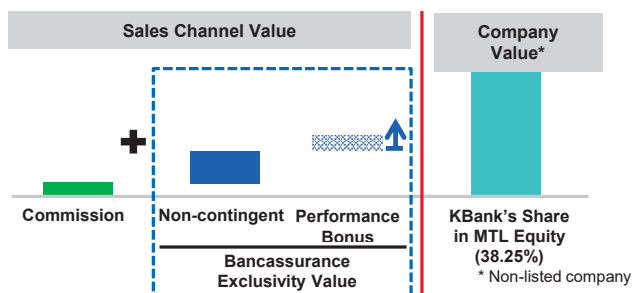 Sales Channel Value
Company
Value*
+
Commission
Non-contingent
Performance
Bonus
Bancassurance
Exclusivity Value
KBank's Share
in MTL Equity
(38.25%)
* Non-listed company